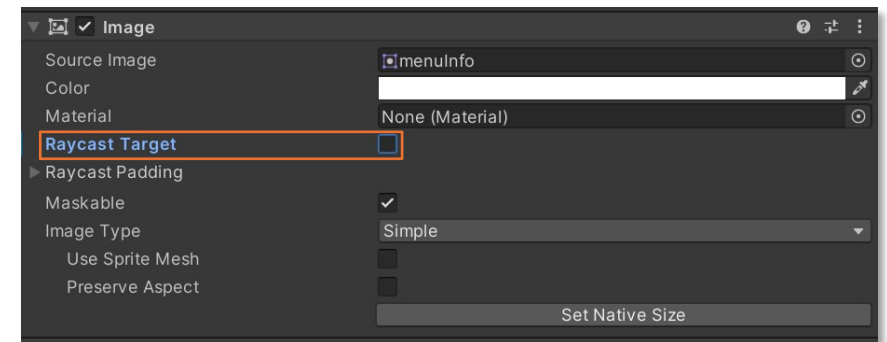 Image
Source Image menuInfo
Color
Material None (Material)
Raycast Target
Raycast Padding
Maskable
Image Type Simple
Use Sprite Mesh
Preserve Aspect
Set Native Size